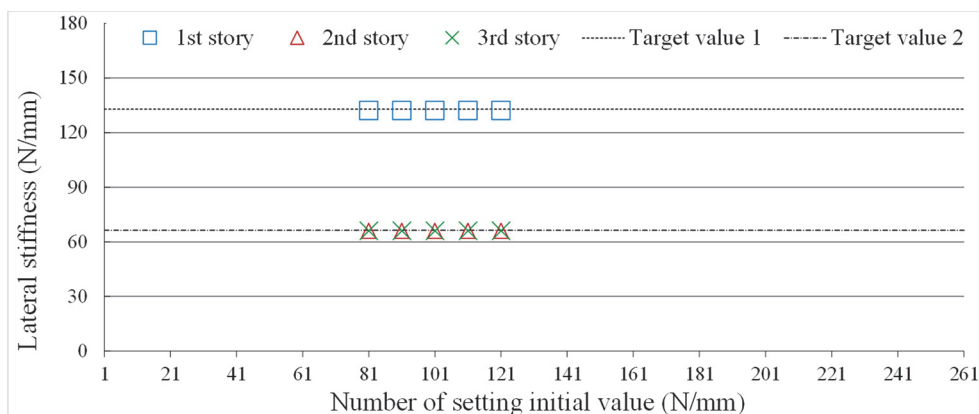 180
1st story 2nd story 3rd story Target value 1 Target value 2
150
120
90
60
30
0
Lateral stiffness (N/mm)
1 21 41 61 81 101 121 141 161 181 201 221 241 261
Number of setting initial value (N/mm)